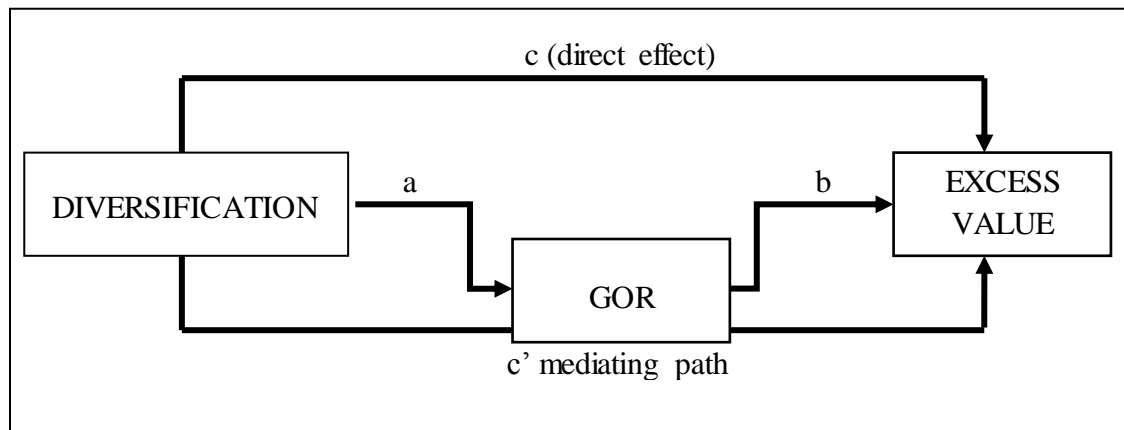 c (direct effect)
DIVERSIFICATION
a
b
EXCESS
VALUE
GOR
c’ mediating path